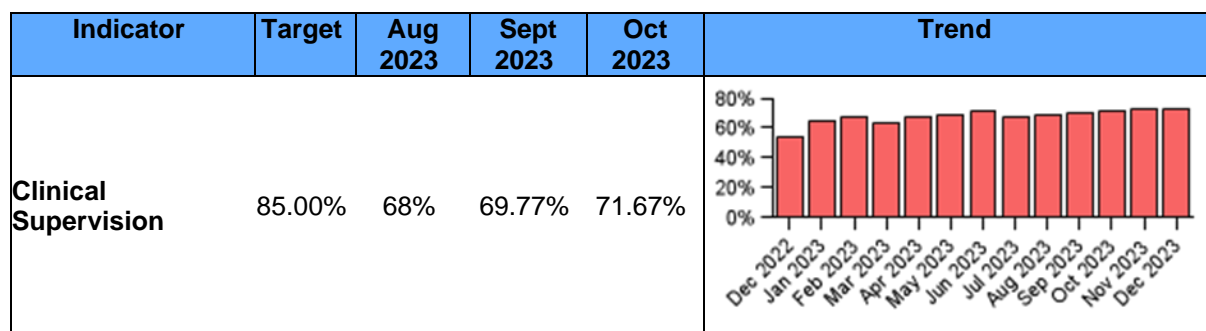 Indicator Target Aug 2023 Sept 2023 Oct 2023 Trend
Clinical Supervision 85.00% 68% 69.77% 71.67%
80%
60%
40%
20%
0%
Dec 2022
Jan 2023
Feb 2023
Mar 2023
Apr 2023
May 2023
Jun 2023
Jul 2023
Aug 2023
Sep 2023
Oct 2023
Nov 2023
Dec 2023